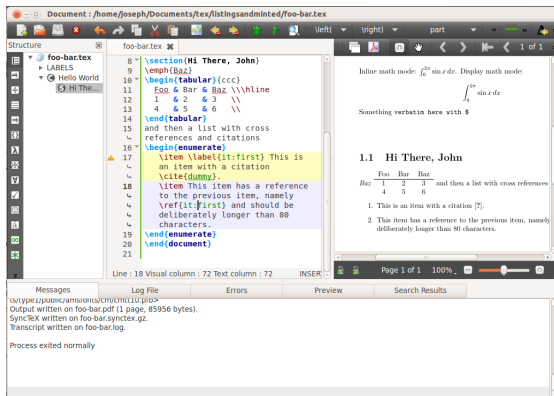 Document : /home/joseph/Documents/tex/listingsandminted/foo-bar.tex
\left( \right) part 1 of 1
Structure
foo-bar.tex
LABELS
Hello World
Hi The...
foo-bar.tex
8 \section{Hi There, John}
9 \emph{Baz}
10 \begin{tabular}{ccc}
11 Foo & Bar & Baz \\\hline
12 1 & 2 & 3 \\
13 4 & 5 & 6 \\
14 \end{tabular}
15 and then a list with cross
references and citations
16 \begin{enumerate}
17 \item \label{it:first} This is
an item with a citation
\cite{dummy}.
18 \item This item has a reference
to the previous item, namely
\ref{it:first} and should be
deliberately longer than 80
characters.
19 \end{enumerate}
20 \end{document}
21
Line : 18 Visual column : 72 Text column : 72 INSERT
Inline math mode: ∫₀²π sin x dx. Display math mode:
∫₀²π sin x dx
Something verbatim here with $
1.1 Hi There, John
Foo Bar Baz
Baz 1 2 3 and then a list with cross references
4 5 6
1. This is an item with a citation [?].
2. This item has a reference to the previous item, namely
deliberately longer than 80 characters.
Page 1 of 1 100%
Messages Log File Errors Preview Search Results
Output written on foo-bar.pdf (1 page, 85956 bytes).
SyncTeX written on foo-bar.synctex.gz.
Transcript written on foo-bar.log.
Process exited normally